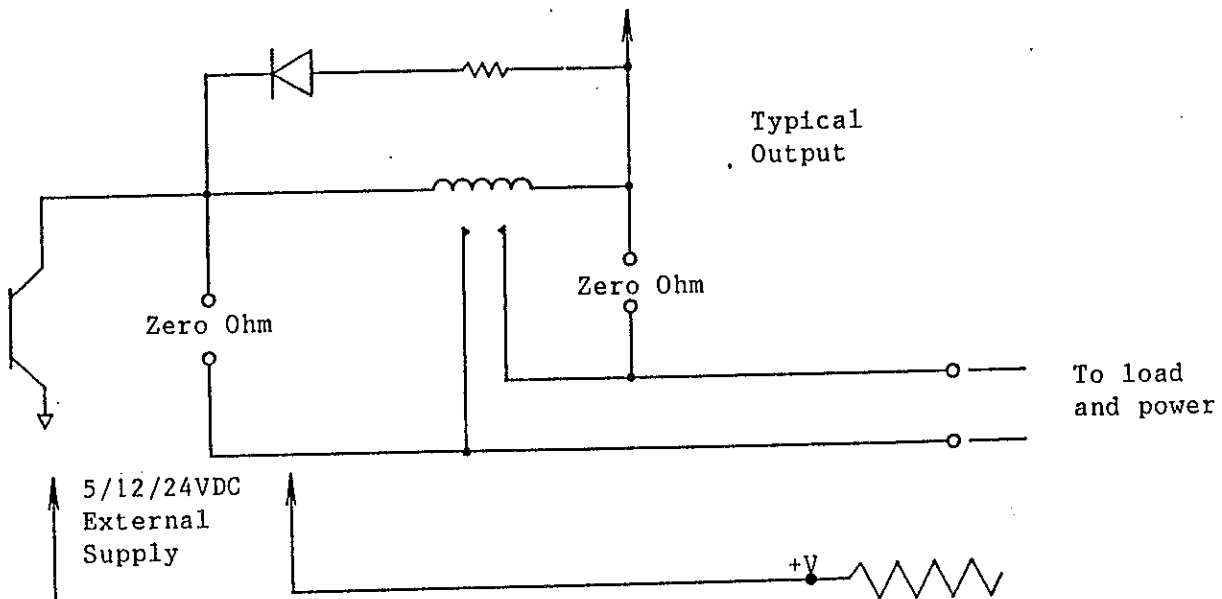 Typical
Output
Zero Ohm
Zero Ohm
To load
and power
5/12/24VDC
External
Supply
+V